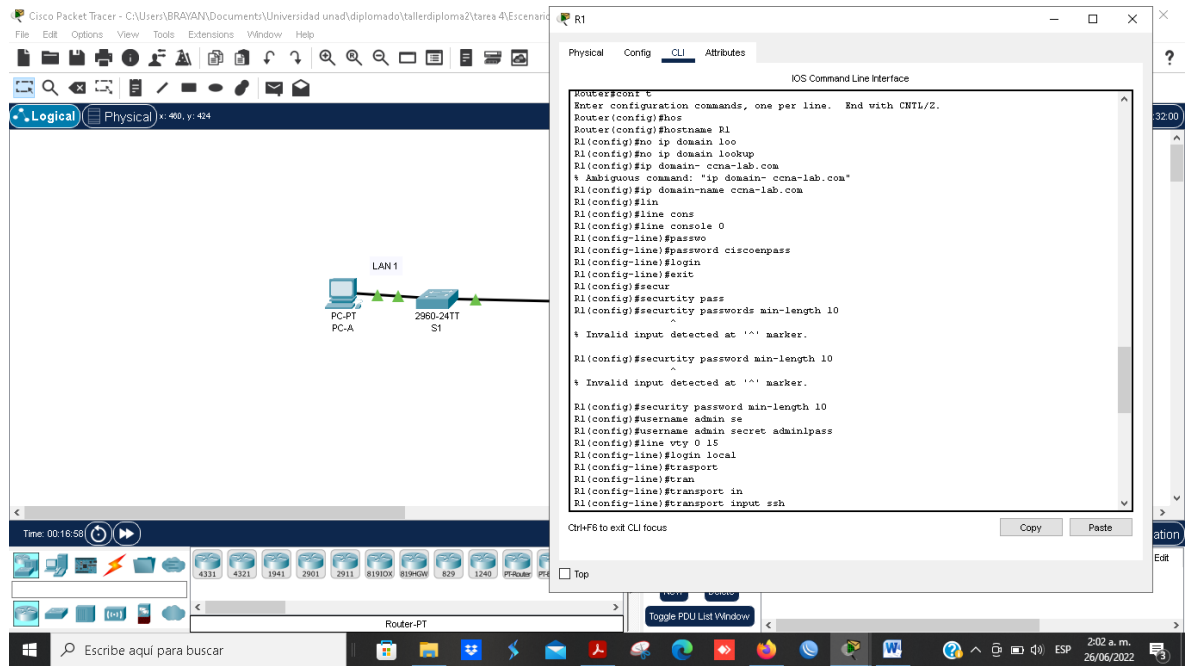 Cisco Packet Tracer - C:\Users\BRAYAN\Documents\Universidad unad\diplomado\tallerdiploma2\tarea 4\Escenario
File Edit Options View Tools Extensions Window Help
Logical Physical x: 460, y: 424
LAN 1
PC-PT
PC-A
2960-24TT
S1
R1
Physical Config CLI Attributes
IOS Command Line Interface
Router#conf t
Enter configuration commands, one per line. End with CNTL/Z.
Router(config)#hos
Router(config)#hostname R1
R1(config)#no ip domain loo
R1(config)#no ip domain lookup
R1(config)#ip domain- ccna-lab.com
% Ambiguous command: "ip domain- ccna-lab.com"
R1(config)#ip domain-name ccna-lab.com
R1(config)#lin
R1(config)#line cons
R1(config)#line console 0
R1(config-line)#passwo
R1(config-line)#password ciscoenpass
R1(config-line)#login
R1(config-line)#exit
R1(config)#secur
R1(config)#securtity pass
R1(config)#securtity passwords min-length 10
^
% Invalid input detected at '^' marker.
R1(config)#securtity password min-length 10
^
% Invalid input detected at '^' marker.
R1(config)#security password min-length 10
R1(config)#username admin se
R1(config)#username admin secret admin1pass
R1(config)#line vty 0 15
R1(config-line)#login local
R1(config-line)#trasport
R1(config-line)#tran
R1(config-line)#transport in
R1(config-line)#transport input ssh
Ctrl+F6 to exit CLI focus
Copy Paste
Top
:32:00
Time: 00:16:58
ation
4331 4321 1941 2901 2911 819IOX 819HGW 829 1240 PT-Router PT-E
Edit
New Delete
Toggle PDU List Window
Router-PT
Escribe aquí para buscar
ESP
2:02 a. m.
26/06/2022
3